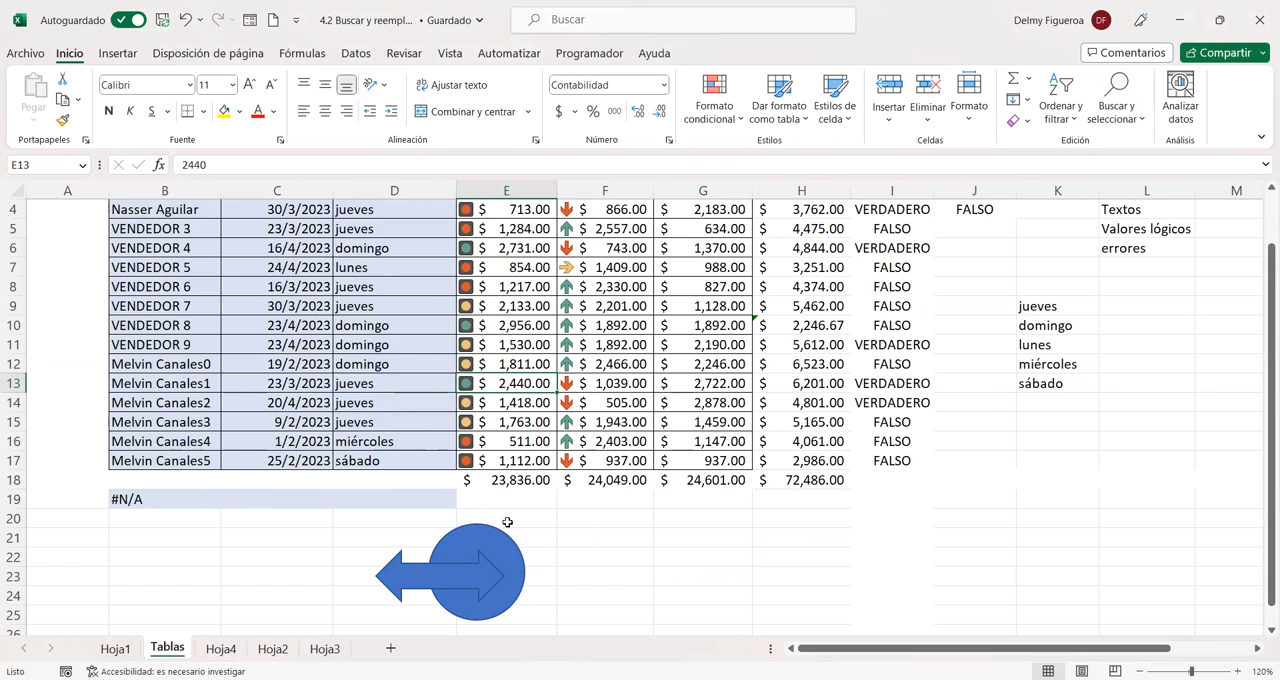 Autoguardado 4.2 Buscar y reempl... • Guardado Buscar Delmy Figueroa DF
Archivo Inicio Insertar Disposición de página Fórmulas Datos Revisar Vista Automatizar Programador Ayuda Comentarios Compartir
Pegar Calibri 11 Ajustar texto Contabilidad
N K S Combinar y centrar $ % 000
Formato condicional Dar formato como tabla Estilos de celda Insertar Eliminar Formato Ordenar y filtrar Buscar y seleccionar Analizar datos
Portapapeles Fuente Alineación Número Estilos Celdas Edición Análisis
E13 fx 2440
A B C D E F G H I J K L M
4 Nasser Aguilar 30/3/2023 jueves $ 713.00 $ 866.00 $ 2,183.00 $ 3,762.00 VERDADERO FALSO Textos
5 VENDEDOR 3 23/3/2023 jueves $ 1,284.00 $ 2,557.00 $ 634.00 $ 4,475.00 FALSO Valores lógicos
6 VENDEDOR 4 16/4/2023 domingo $ 2,731.00 $ 743.00 $ 1,370.00 $ 4,844.00 VERDADERO errores
7 VENDEDOR 5 24/4/2023 lunes $ 854.00 $ 1,409.00 $ 988.00 $ 3,251.00 FALSO
8 VENDEDOR 6 16/3/2023 jueves $ 1,217.00 $ 2,330.00 $ 827.00 $ 4,374.00 FALSO
9 VENDEDOR 7 30/3/2023 jueves $ 2,133.00 $ 2,201.00 $ 1,128.00 $ 5,462.00 FALSO jueves
10 VENDEDOR 8 23/4/2023 domingo $ 2,956.00 $ 1,892.00 $ 1,892.00 $ 2,246.67 FALSO domingo
11 VENDEDOR 9 23/4/2023 domingo $ 1,530.00 $ 1,892.00 $ 2,190.00 $ 5,612.00 VERDADERO lunes
12 Melvin Canales0 19/2/2023 domingo $ 1,811.00 $ 2,466.00 $ 2,246.00 $ 6,523.00 FALSO miércoles
13 Melvin Canales1 23/3/2023 jueves $ 2,440.00 $ 1,039.00 $ 2,722.00 $ 6,201.00 VERDADERO sábado
14 Melvin Canales2 20/4/2023 jueves $ 1,418.00 $ 505.00 $ 2,878.00 $ 4,801.00 VERDADERO
15 Melvin Canales3 9/2/2023 jueves $ 1,763.00 $ 1,943.00 $ 1,459.00 $ 5,165.00 FALSO
16 Melvin Canales4 1/2/2023 miércoles $ 511.00 $ 2,403.00 $ 1,147.00 $ 4,061.00 FALSO
17 Melvin Canales5 25/2/2023 sábado $ 1,112.00 $ 937.00 $ 937.00 $ 2,986.00 FALSO
18 $ 23,836.00 $ 24,049.00 $ 24,601.00 $ 72,486.00
19 #N/A
20
21
22
23
24
25
26
Hoja1 Tablas Hoja4 Hoja2 Hoja3
Listo Accesibilidad: es necesario investigar 120%